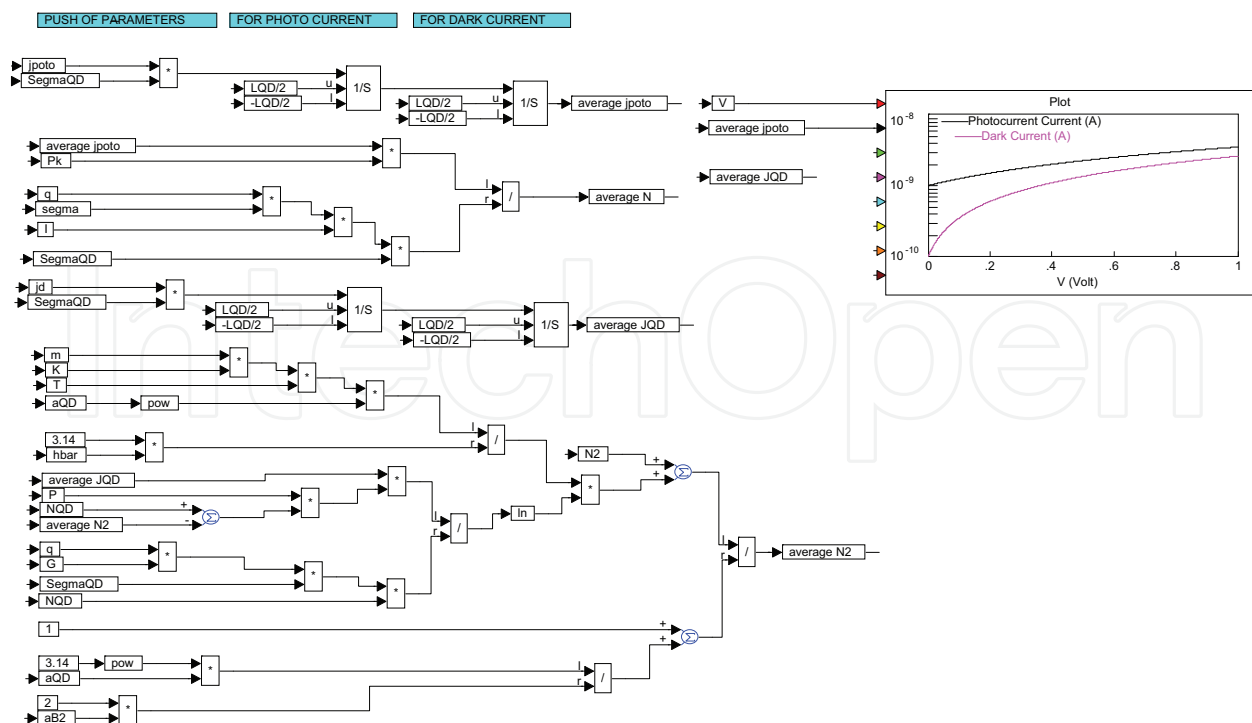 PUSH OF PARAMETERS
FOR PHOTO CURRENT
FOR DARK CURRENT
jpoto
SegmaQD
*
LQD/2
-LQD/2
u
l
1/S
LQD/2
-LQD/2
u
l
1/S
average jpoto
average jpoto
Pk
*
q
segma
*
l
*
SegmaQD
*
l
r
/
average N
jd
SegmaQD
*
LQD/2
-LQD/2
u
l
1/S
LQD/2
-LQD/2
u
l
1/S
average JQD
m
K
*
T
*
aQD
pow
*
3.14
hbar
*
l
r
/
average JQD
P
NQD
average N2
+
-
Σ
*
*
q
G
*
SegmaQD
*
NQD
*
l
r
/
ln
*
N2
+
+
Σ
1
3.14
pow
aQD
*
2
aB2
*
l
r
/
+
+
Σ
l
r
/
average N2
V
average jpoto
average JQD
Plot
Photocurrent Current (A)
Dark Current (A)
10-8
10-9
10-10
0
.2
.4
.6
.8
1
V (Volt)
IntechOpen